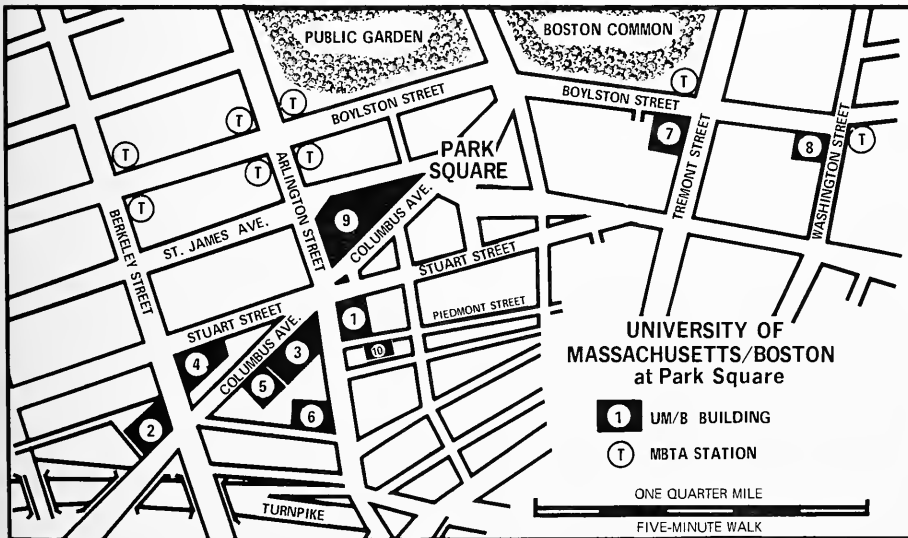 PUBLIC GARDEN
BOSTON COMMON
T
T
T
T
BOYLSTON STREET
BOYLSTON STREET
7
8
T
T
T
PARK
SQUARE
T
ARLINGTON STREET
TREMONT STREET
WASHINGTON STREET
BERKELEY STREET
9
COLUMBUS AVE.
ST. JAMES AVE.
STUART STREET
STUART STREET
PIEDMONT STREET
1
COLUMBUS AVE.
3
10
4
5
6
2
TURNPIKE
UNIVERSITY OF
MASSACHUSETTS/BOSTON
at Park Square
1 UM/B BUILDING
T MBTA STATION
ONE QUARTER MILE
FIVE-MINUTE WALK